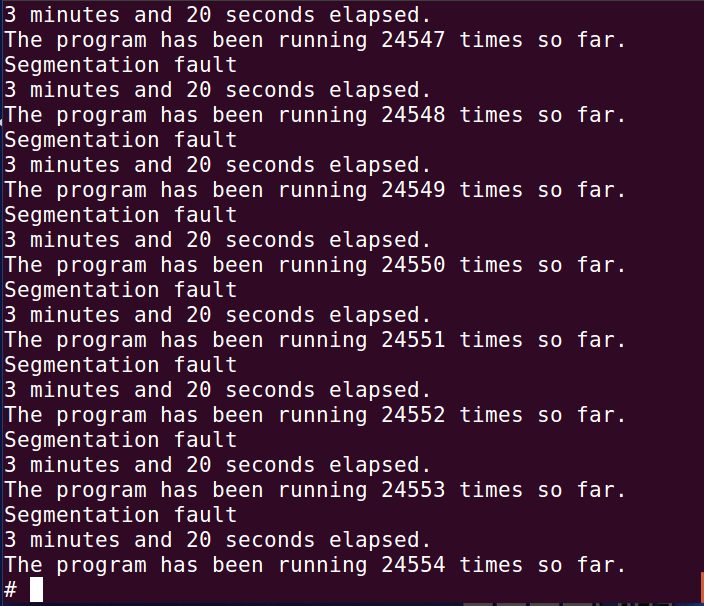 3 minutes and 20 seconds elapsed.
The program has been running 24547 times so far.
Segmentation fault
3 minutes and 20 seconds elapsed.
The program has been running 24548 times so far.
Segmentation fault
3 minutes and 20 seconds elapsed.
The program has been running 24549 times so far.
Segmentation fault
3 minutes and 20 seconds elapsed.
The program has been running 24550 times so far.
Segmentation fault
3 minutes and 20 seconds elapsed.
The program has been running 24551 times so far.
Segmentation fault
3 minutes and 20 seconds elapsed.
The program has been running 24552 times so far.
Segmentation fault
3 minutes and 20 seconds elapsed.
The program has been running 24553 times so far.
Segmentation fault
3 minutes and 20 seconds elapsed.
The program has been running 24554 times so far.
#